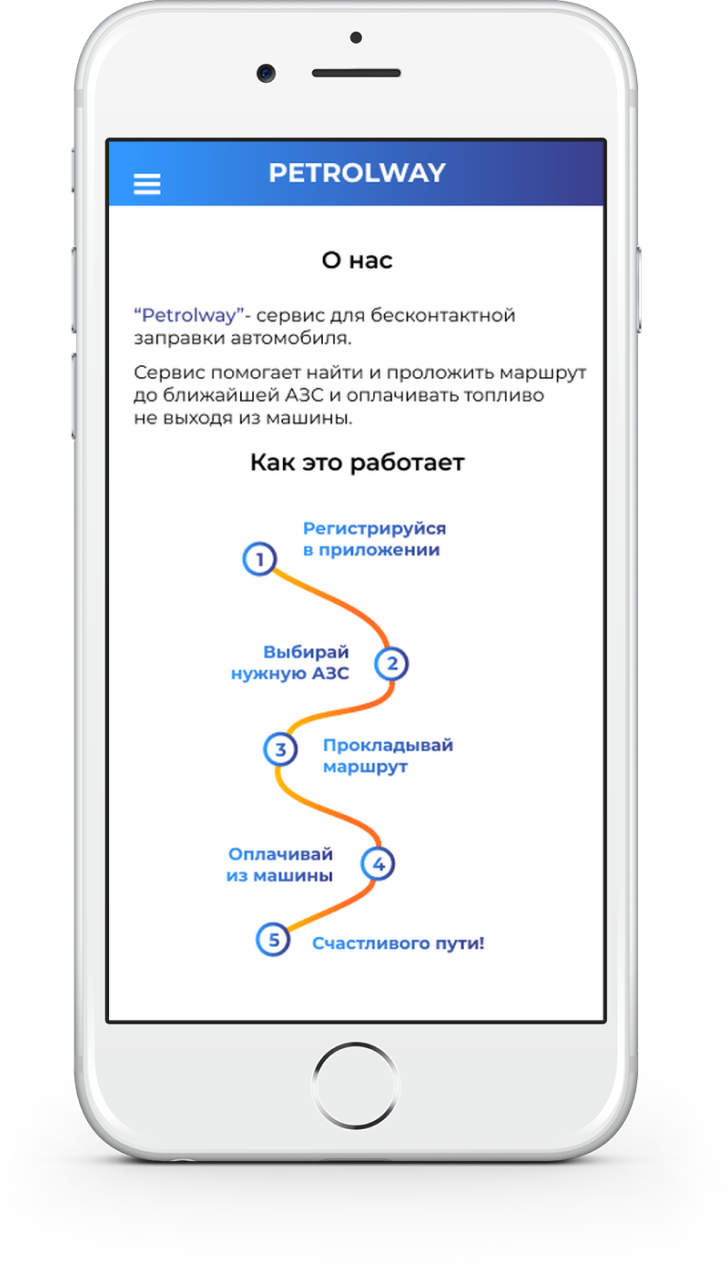 PETROLWAY
О нас
“Petrolway”- сервис для бесконтактной
заправки автомобиля.
Сервис помогает найти и проложить маршрут
до ближайшей АЗС и оплачивать топливо
не выходя из машины.
Как это работает
1
Регистрируйся
в приложении
Выбирай
нужную АЗС
2
3
Прокладывай
маршрут
Оплачивай
из машины
4
5
Счастливого пути!